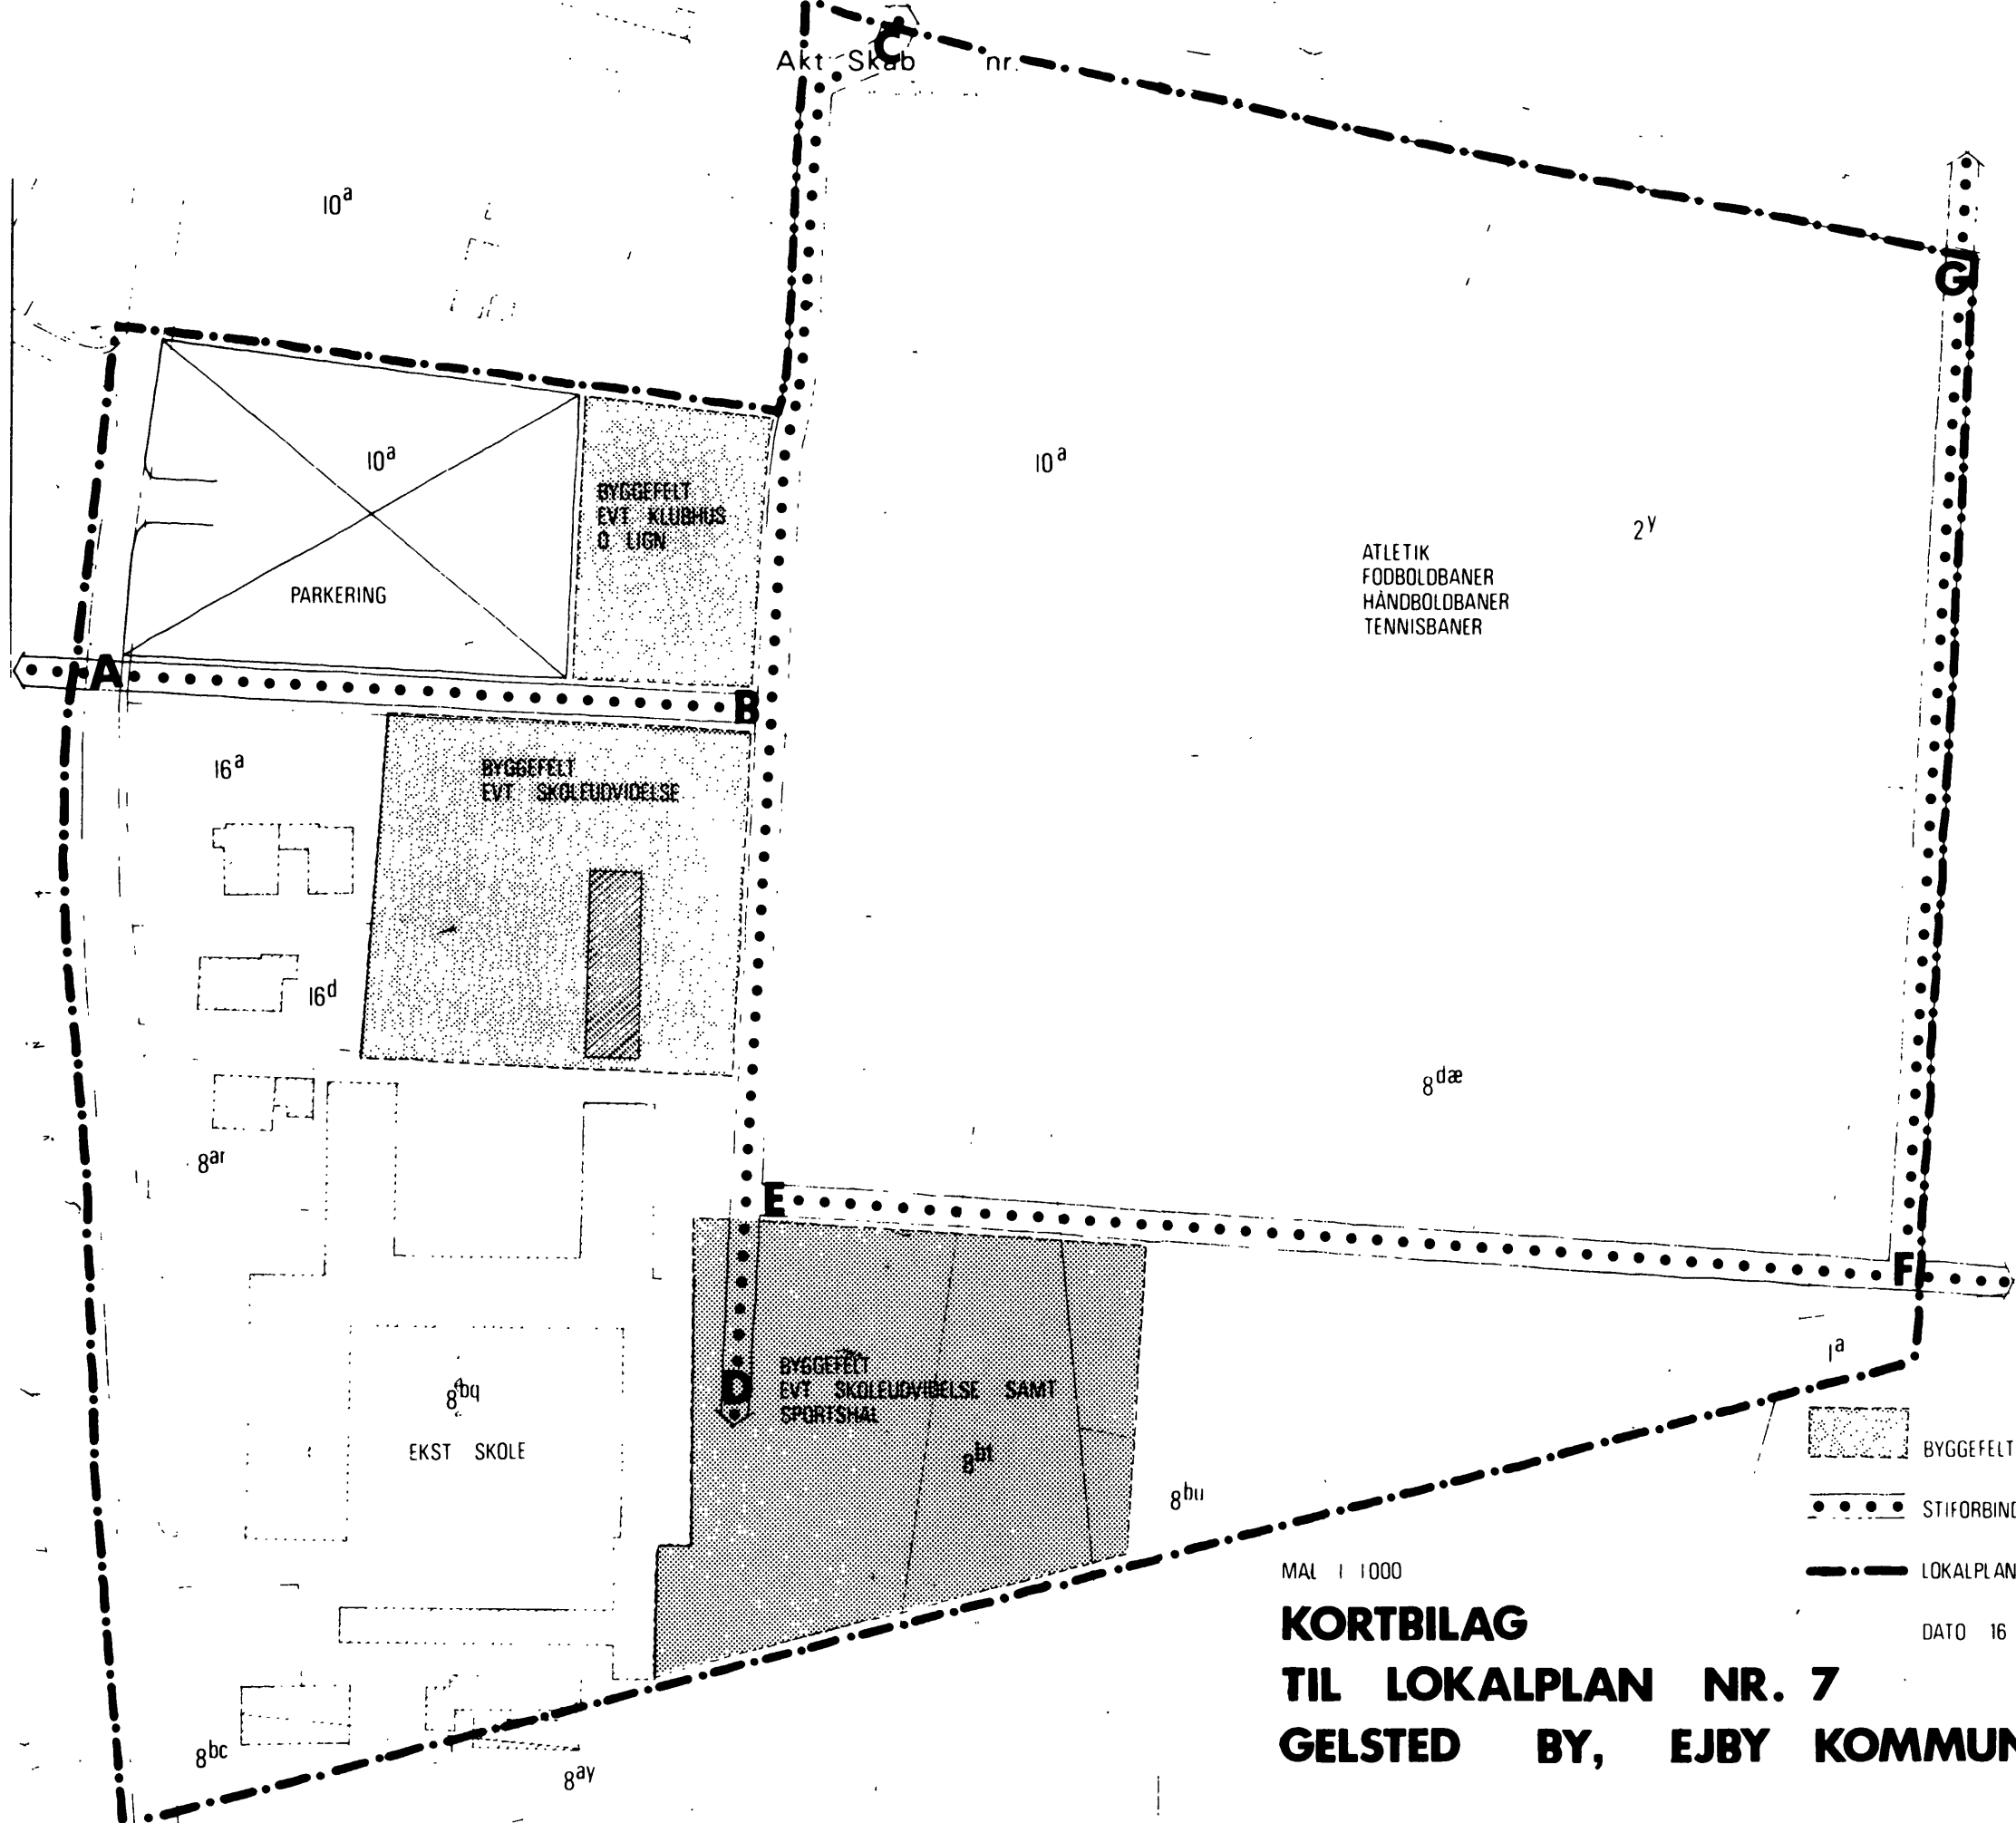 C
Akt Skab nr.
10a
G
10a
10a
BYGGEFELT
EVT KLUBHUS
O LIGN
2y
ATLETIK
FODBOLDBANER
HÅNDBOLDBANER
TENNISBANER
PARKERING
A
B
16a
BYGGEFELT
EVT SKOLEUDVIDELSE
16d
8dæ
8ar
E
F
1a
BYGGEFELT
EVT SKOLEUDVIDELSE SAMT
SPORTSHAL
D
8bq
EKST SKOLE
8bt
8bu
BYGGEFELT
STIFORBIND
LOKALPLAN
MAL 1 1000
DATO 16
KORTBILAG
TIL LOKALPLAN NR. 7
GELSTED BY, EJBY KOMMUN
8bc
8ay